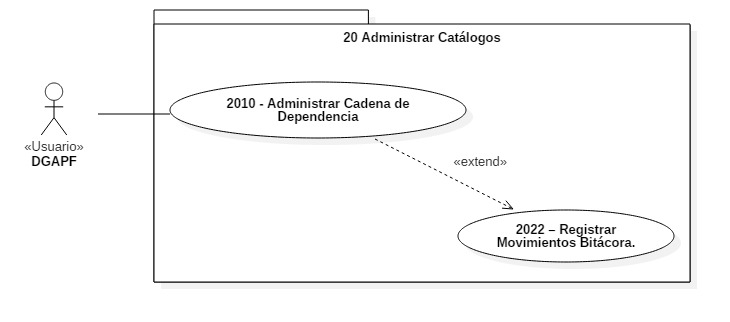 20 Administrar Catálogos
2010 - Administrar Cadena de
Dependencia
«Usuario»
DGAPF
«extend»
2022 – Registrar
Movimientos Bitácora.